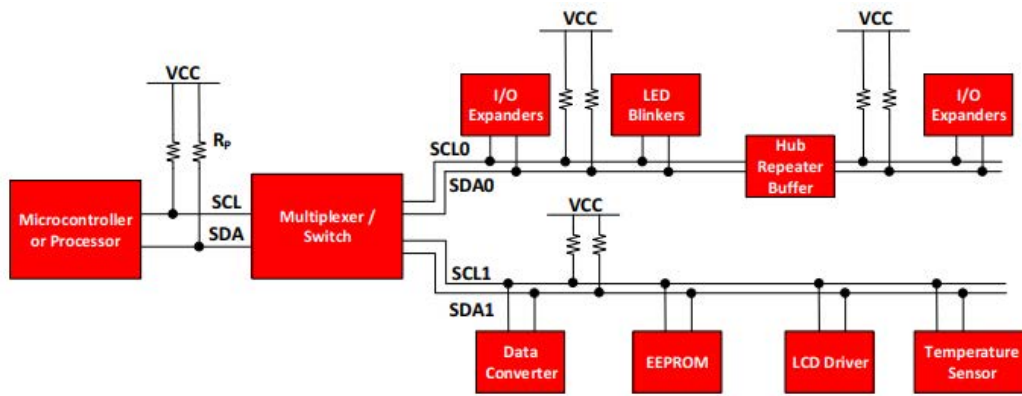 VCC
VCC
VCC
I/O
Expanders
LED
Blinkers
I/O
Expanders
RP
SCL0
Hub
Repeater
Buffer
SDA0
SCL
Microcontroller
or Processor
Multiplexer /
Switch
SDA
VCC
SCL1
SDA1
Data
Converter
EEPROM
LCD Driver
Temperature
Sensor